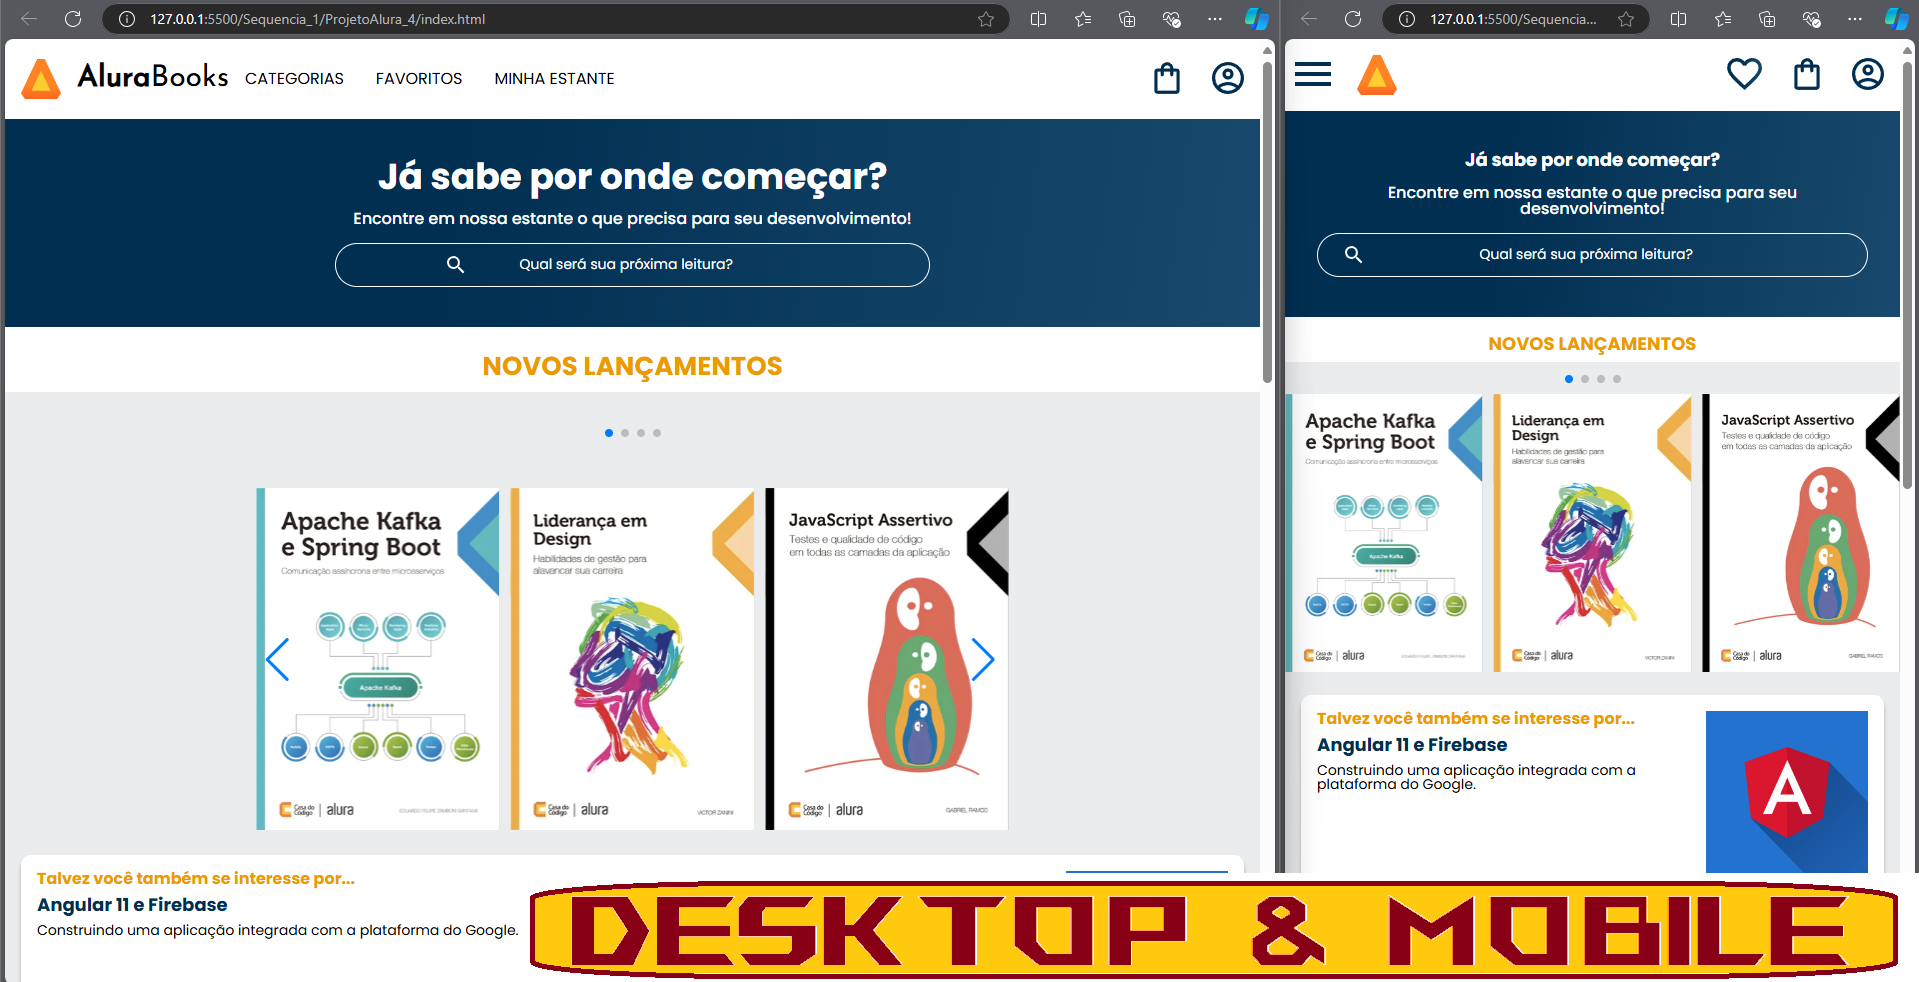 127.0.0.1:5500/Sequencia_1/ProjetoAlura_4/index.html
AluraBooks CATEGORIAS FAVORITOS MINHA ESTANTE
Já sabe por onde começar?
Encontre em nossa estante o que precisa para seu desenvolvimento!
Qual será sua próxima leitura?
NOVOS LANÇAMENTOS
Apache Kafka
e Spring Boot
Comunicação assíncrona entre microsserviços
Apache Kafka
Casa do
Código
alura
EDUARDO FELIPE ZAMBONI SANTANA
Liderança em
Design
Habilidades de gestão para
alavancar sua carreira
Casa do
Código
alura
VICTOR ZANINI
JavaScript Assertivo
Testes e qualidade de código
em todas as camadas da aplicação
Casa do
Código
alura
GABRIEL RAMOS
Talvez você também se interesse por...
Angular 11 e Firebase
Construindo uma aplicação integrada com a plataforma do Google.
127.0.0.1:5500/Sequencia...
Já sabe por onde começar?
Encontre em nossa estante o que precisa para seu
desenvolvimento!
Qual será sua próxima leitura?
NOVOS LANÇAMENTOS
Apache Kafka
e Spring Boot
Comunicação assíncrona entre microsserviços
Apache Kafka
Casa do
Código
alura
EDUARDO FELIPE ZAMBONI SANTANA
Liderança em
Design
Habilidades de gestão para
alavancar sua carreira
Casa do
Código
alura
VICTOR ZANINI
JavaScript Assertivo
Testes e qualidade de código
em todas as camadas da aplicação
Casa do
Código
alura
GABRIEL RAMOS
Talvez você também se interesse por...
Angular 11 e Firebase
Construindo uma aplicação integrada com a
plataforma do Google.
A
DESKTOP & MOBILE